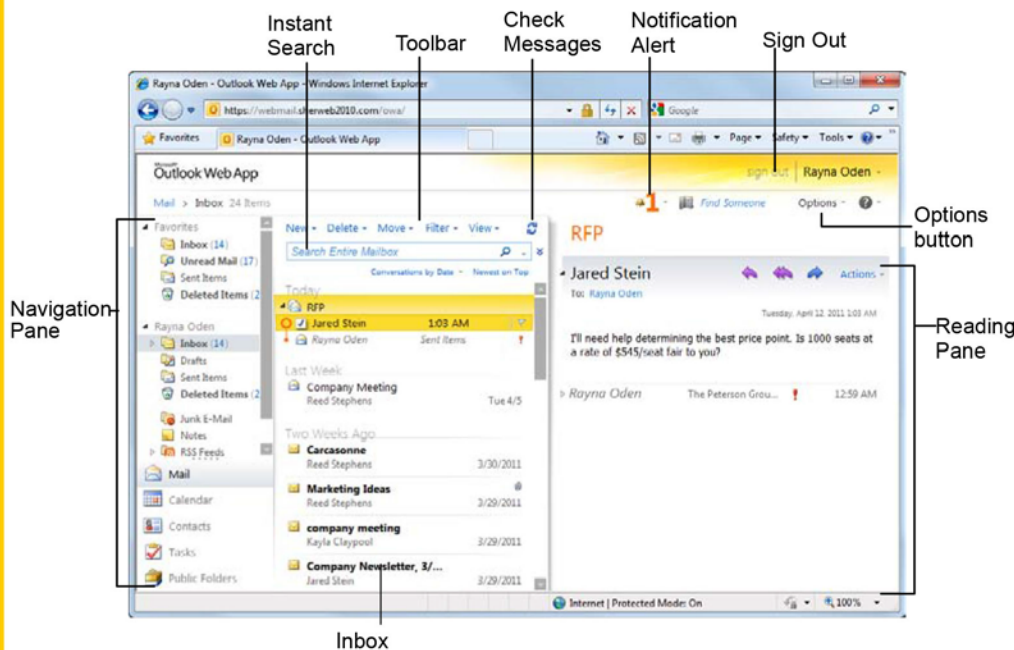 Instant
Search
Toolbar
Check
Messages
Notification
Alert
Sign Out
Rayna Oden - Outlook Web App - Windows Internet Explorer
https://webmail.sherweb2010.com/owa/
Google
Favorites
Rayna Oden - Outlook Web App
Page
Safety
Tools
Microsoft
Outlook Web App
sign out
Rayna Oden
Mail > Inbox 24 Items
1
Find Someone
Options
Options
button
Navigation
Pane
Favorites
Inbox (14)
Unread Mail (17)
Sent Items
Deleted Items (2
Rayna Oden
Inbox (14)
Drafts
Sent Items
Deleted Items (2
Junk E-Mail
Notes
RSS Feeds
Mail
Calendar
Contacts
Tasks
Public Folders
New Delete Move Filter View
Search Entire Mailbox
Conversations by Date Newest on Top
Today
RFP
Jared Stein 1:03 AM
Rayna Oden Sent Items
Last Week
Company Meeting
Reed Stephens Tue 4/5
Two Weeks Ago
Carcasonne
Reed Stephens 3/30/2011
Marketing Ideas
Reed Stephens 3/29/2011
company meeting
Kayla Claypool 3/29/2011
Company Newsletter, 3/...
Jared Stein 3/29/2011
Inbox
RFP
Jared Stein
Actions
To: Rayna Oden
Tuesday, April 12, 2011 1:03 AM
I'll need help determining the best price point. Is 1000 seats at
a rate of $545/seat fair to you?
Rayna Oden The Peterson Grou... 12:59 AM
Reading
Pane
Internet | Protected Mode: On
100%